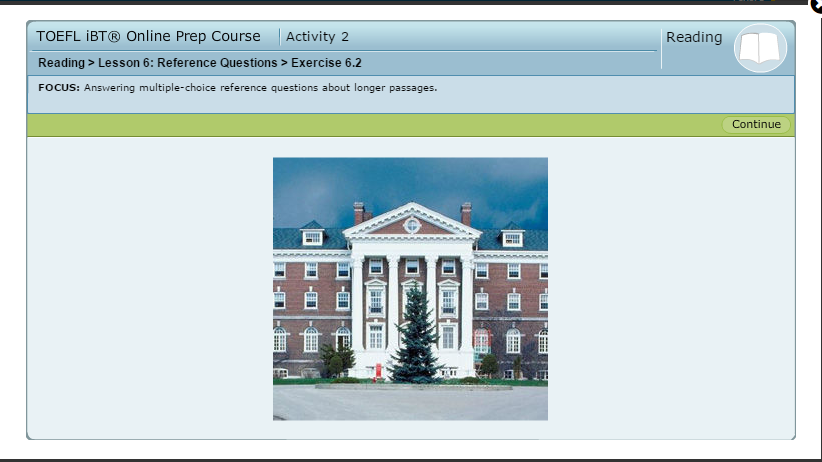 TOEFL iBT® Online Prep Course Activity 2
Reading
Reading > Lesson 6: Reference Questions > Exercise 6.2
FOCUS: Answering multiple-choice reference questions about longer passages.
Continue